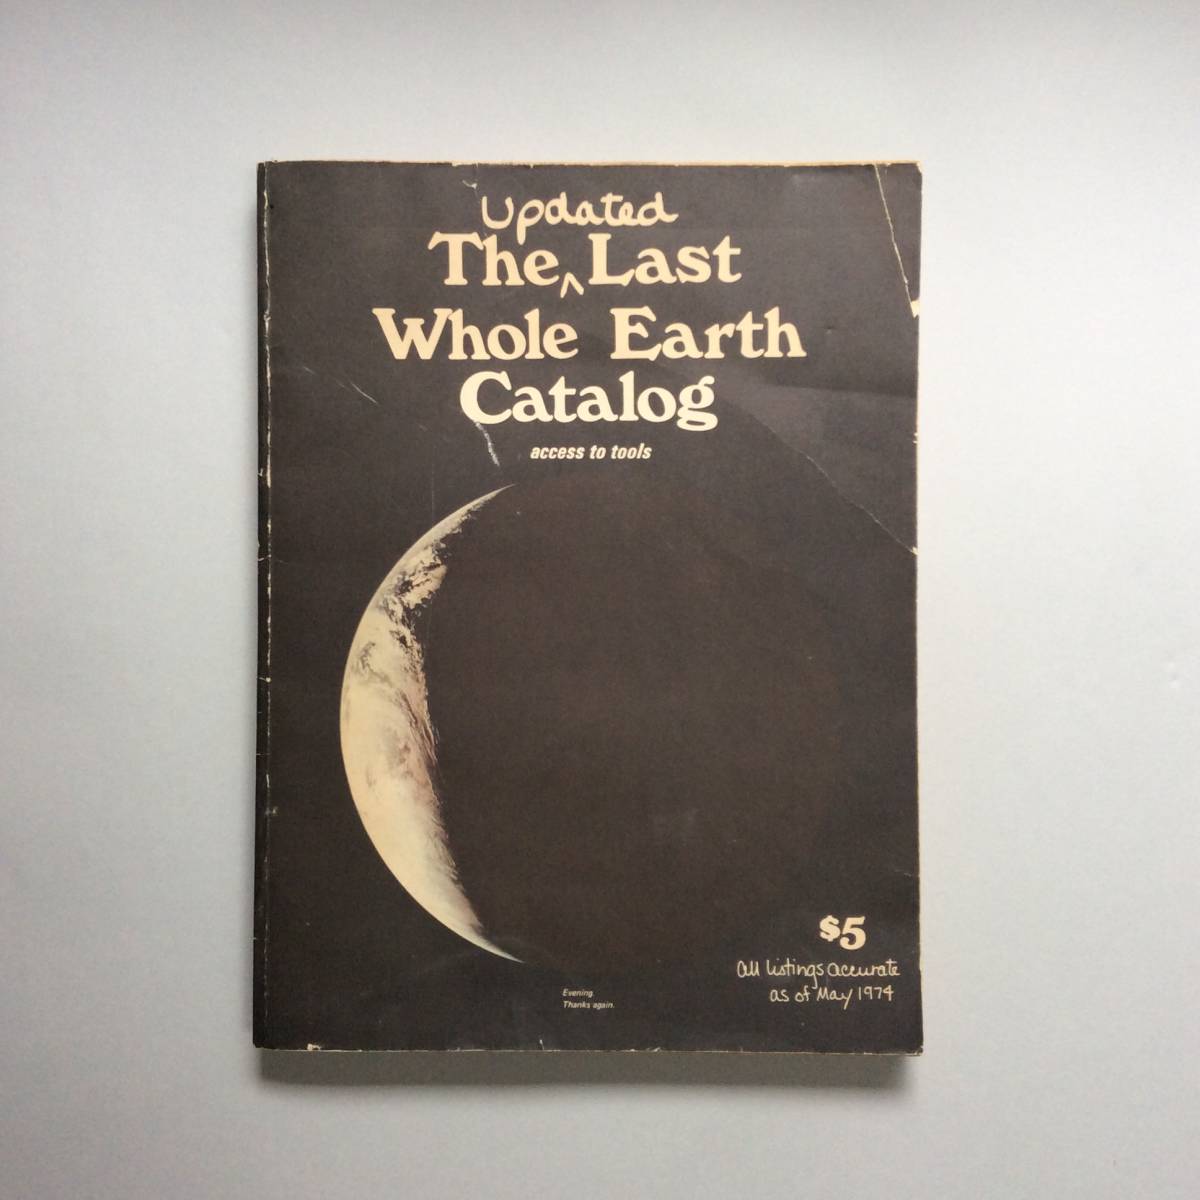 Updated
The ^ Last
Whole Earth
Catalog
access to tools
$5
all listings accurate
as of May 1974
Evening.
Thanks again.